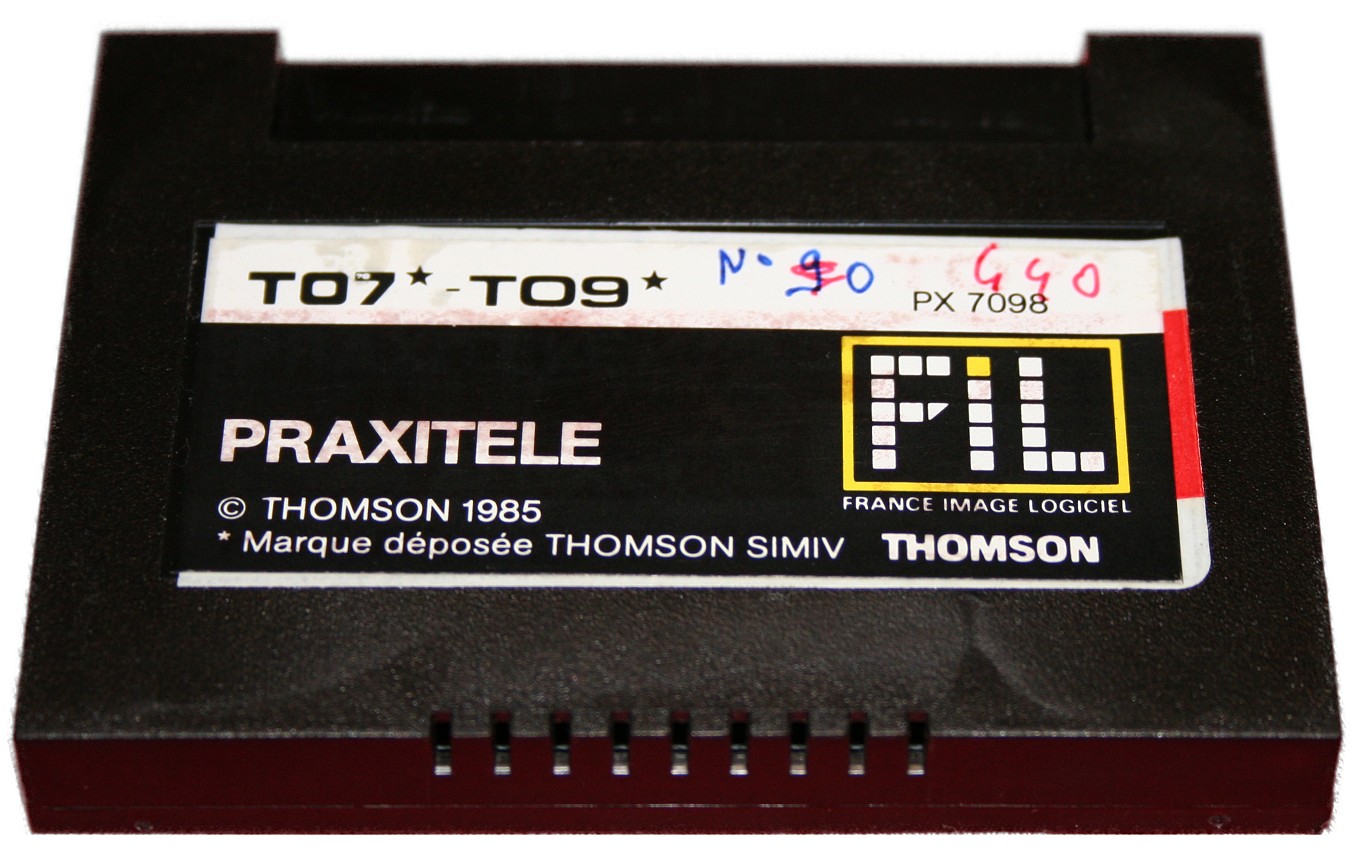 TO7★-TO9★ N° 90 440
PX 7098
FIL
PRAXITELE
FRANCE IMAGE LOGICIEL
© THOMSON 1985
* Marque déposée THOMSON SIMIV THOMSON